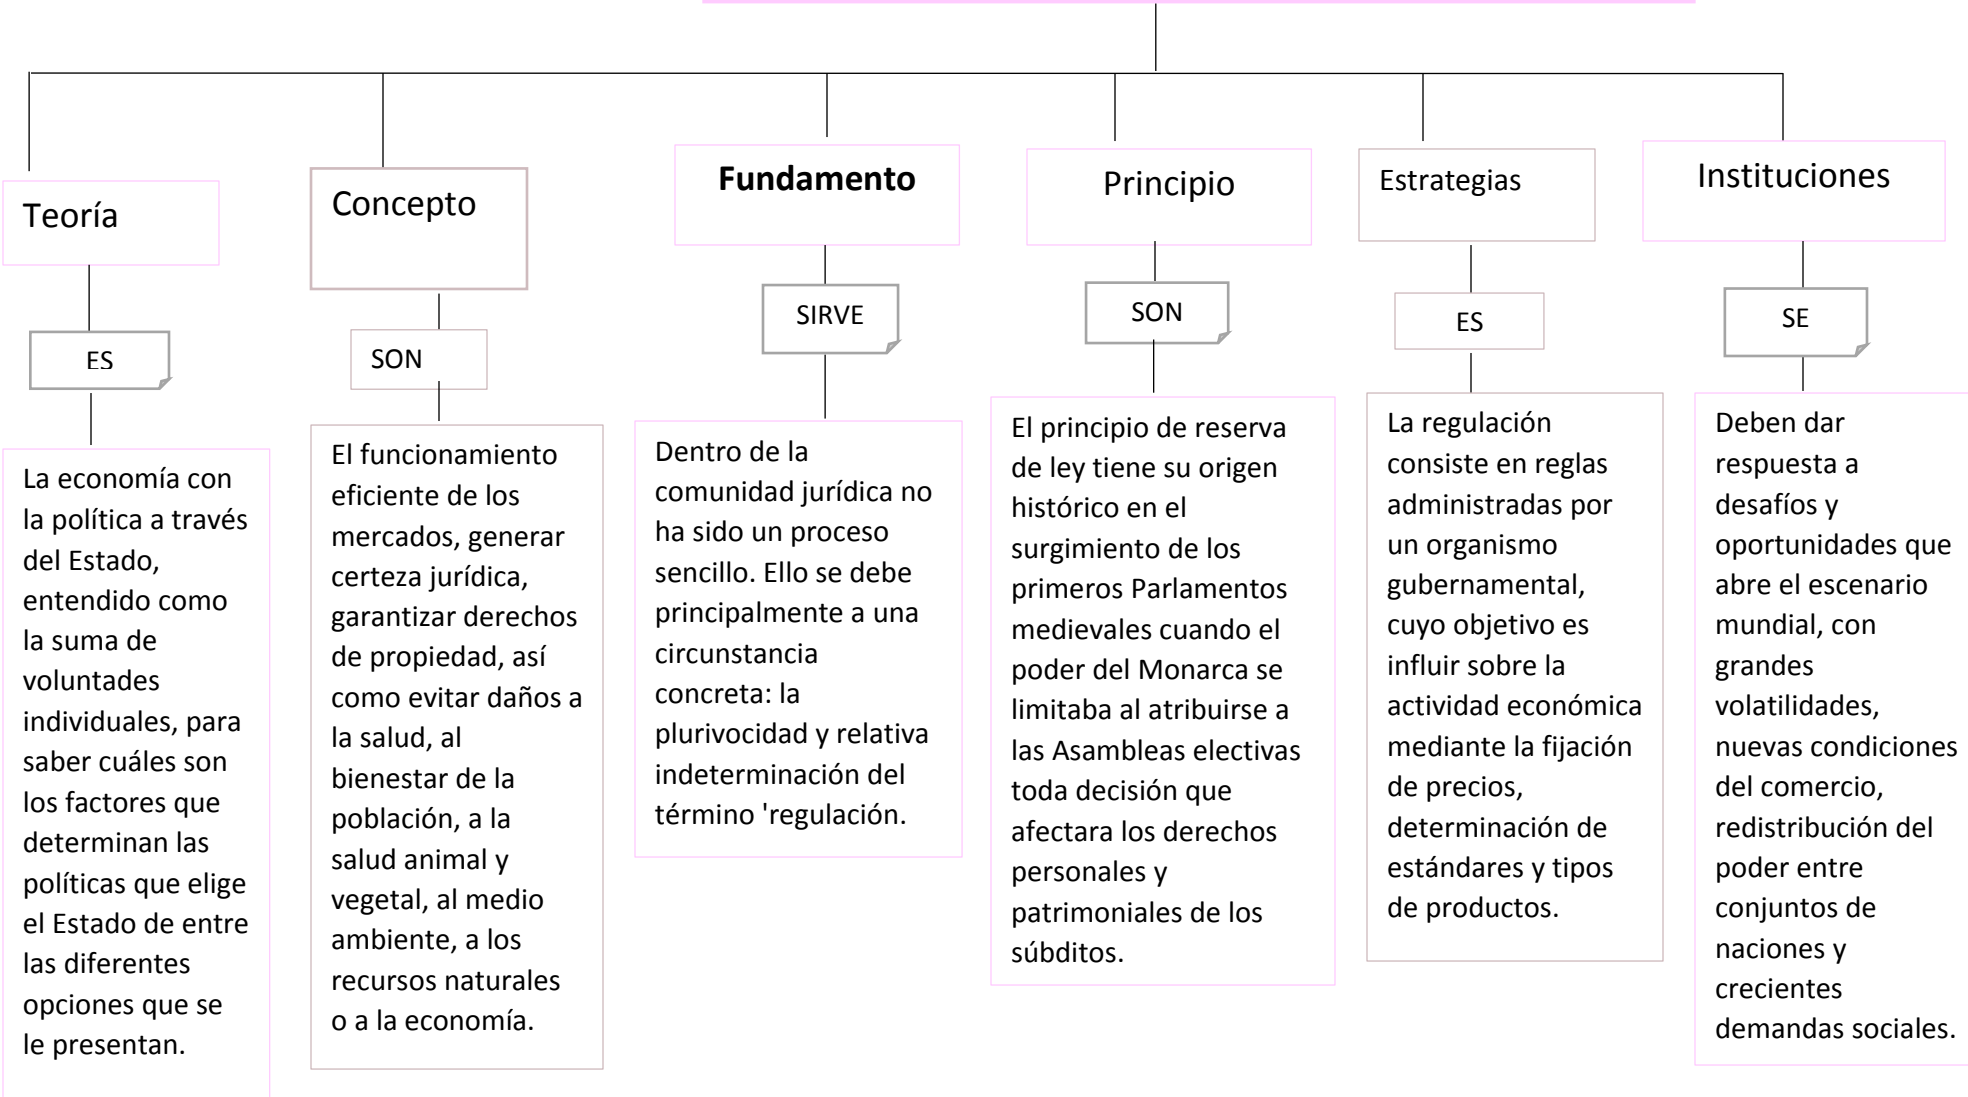 Teoría
ES
La economía con
la política a través
del Estado,
entendido como
la suma de
voluntades
individuales, para
saber cuáles son
los factores que
determinan las
políticas que elige
el Estado de entre
las diferentes
opciones que se
le presentan.
Concepto
SON
El funcionamiento
eficiente de los
mercados, generar
certeza jurídica,
garantizar derechos
de propiedad, así
como evitar daños a
la salud, al
bienestar de la
población, a la
salud animal y
vegetal, al medio
ambiente, a los
recursos naturales
o a la economía.
Fundamento
SIRVE
Dentro de la
comunidad jurídica no
ha sido un proceso
sencillo. Ello se debe
principalmente a una
circunstancia
concreta: la
plurivocidad y relativa
indeterminación del
término 'regulación.
Principio
SON
El principio de reserva
de ley tiene su origen
histórico en el
surgimiento de los
primeros Parlamentos
medievales cuando el
poder del Monarca se
limitaba al atribuirse a
las Asambleas electivas
toda decisión que
afectara los derechos
personales y
patrimoniales de los
súbditos.
Estrategias
ES
La regulación
consiste en reglas
administradas por
un organismo
gubernamental,
cuyo objetivo es
influir sobre la
actividad económica
mediante la fijación
de precios,
determinación de
estándares y tipos
de productos.
Instituciones
SE
Deben dar
respuesta a
desafíos y
oportunidades que
abre el escenario
mundial, con
grandes
volatilidades,
nuevas condiciones
del comercio,
redistribución del
poder entre
conjuntos de
naciones y
crecientes
demandas sociales.